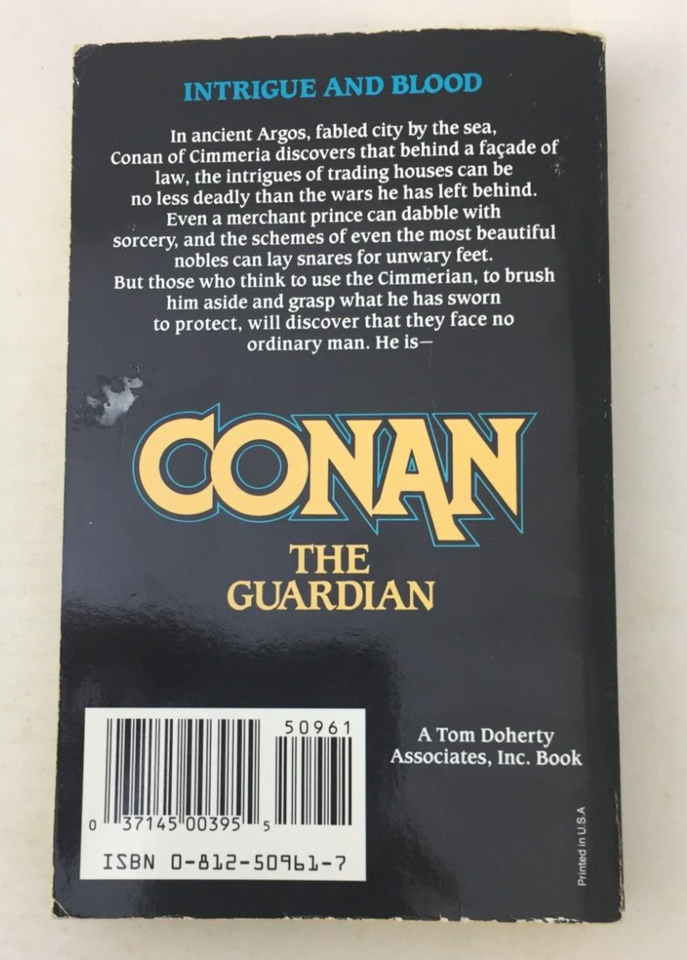 INTRIGUE AND BLOOD
In ancient Argos, fabled city by the sea,
Conan of Cimmeria discovers that behind a façade of
law, the intrigues of trading houses can be
no less deadly than the wars he has left behind.
Even a merchant prince can dabble with
sorcery, and the schemes of even the most beautiful
nobles can lay snares for unwary feet.
But those who think to use the Cimmerian, to brush
him aside and grasp what he has sworn
to protect, will discover that they face no
ordinary man. He is—
CONAN
THE
GUARDIAN
50961
0 37145 00395 5
ISBN 0-812-50961-7
A Tom Doherty
Associates, Inc. Book
Printed in U.S.A